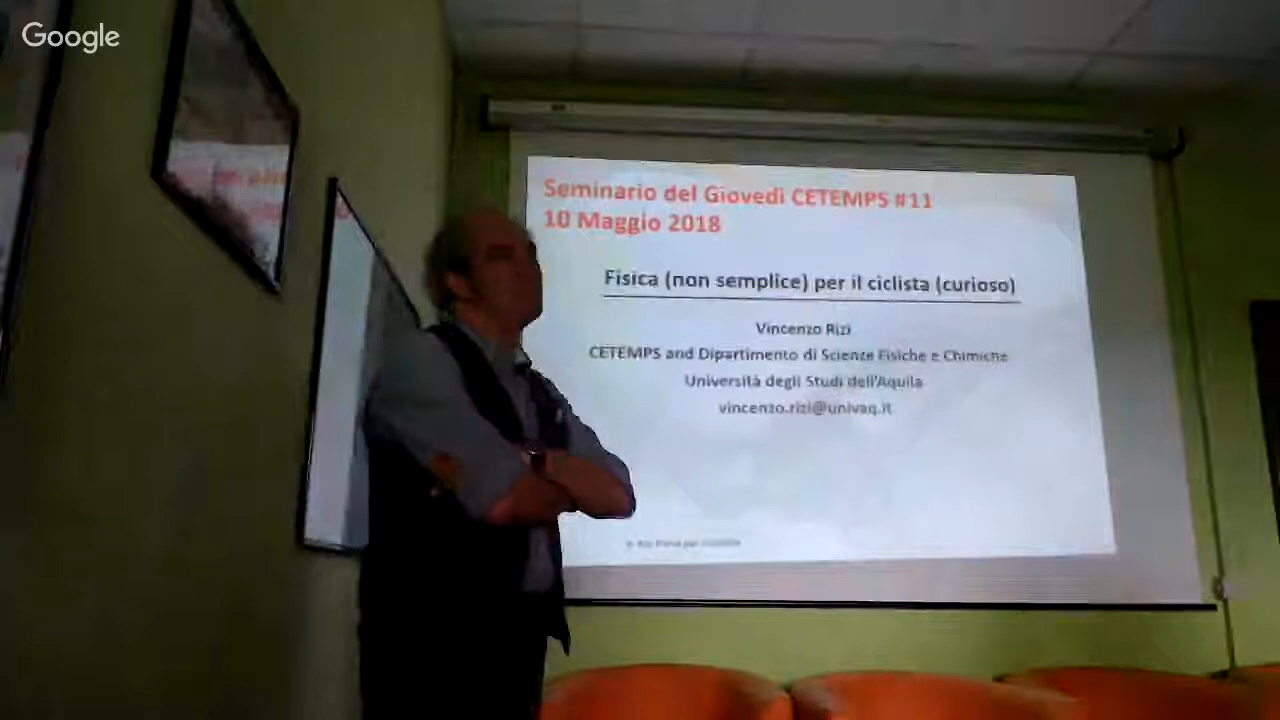 Google
Seminario del Giovedì CETEMPS #11
10 Maggio 2018
Fisica (non semplice) per il ciclista (curioso)
Vincenzo Rizi
CETEMPS and Dipartimento di Scienze Fisiche e Chimiche
Università degli Studi dell'Aquila
vincenzo.rizi@univaq.it